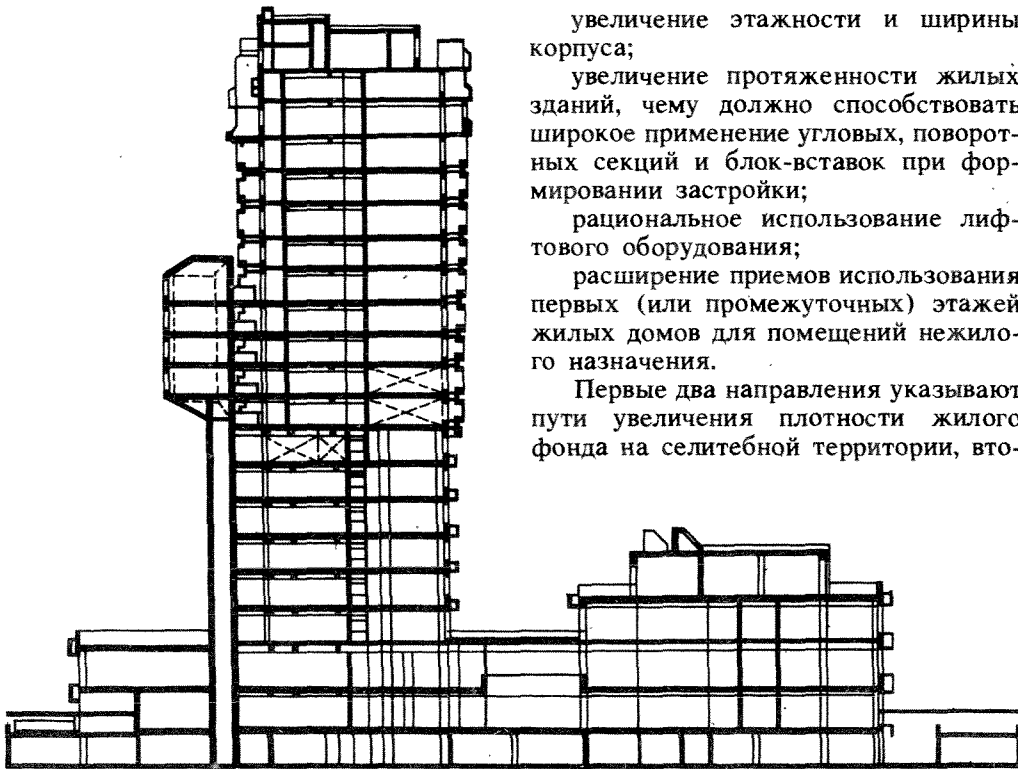 увеличение этажности и ширины
корпуса;
увеличение протяженности жилых
зданий, чему должно способствовать
широкое применение угловых, поворот-
ных секций и блок-вставок при фор-
мировании застройки;
рациональное использование лиф-
тового оборудования;
расширение приемов использования
первых (или промежуточных) этажей
жилых домов для помещений нежило-
го назначения.
Первые два направления указывают
пути увеличения плотности жилого
фонда на селитебной территории, вто-